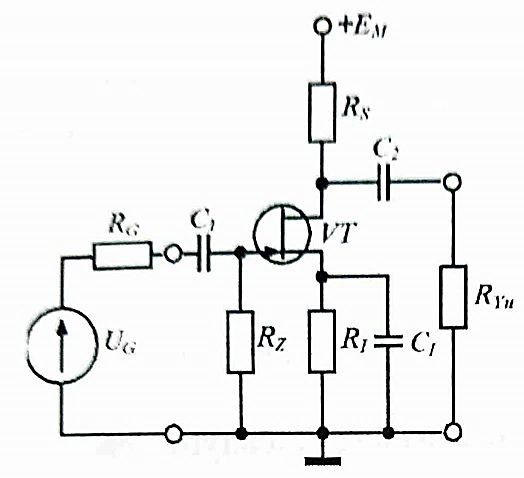 +E_M
R_S
C_2
R_G
C_1
VT
R_Yu
U_G
R_Z
R_I
C_I